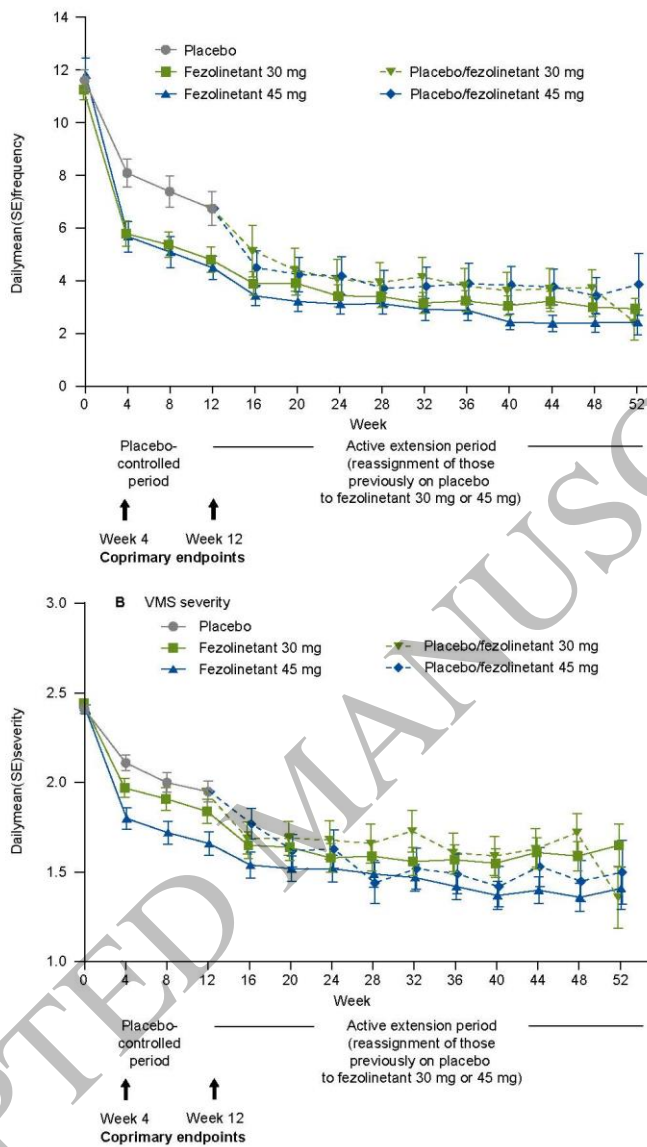 14
12
10
8
6
4
2
0
Dailymean(SE)frequency
Placebo
Fezolinetant 30 mg
Fezolinetant 45 mg
Placebo/fezolinetant 30 mg
Placebo/fezolinetant 45 mg
0 4 8 12 16 20 24 28 32 36 40 44 48 52
Week
Placebo-
controlled
period
Active extension period
(reassignment of those
previously on placebo
to fezolinetant 30 mg or 45 mg)
Week 4 Week 12
Coprimary endpoints
B VMS severity
3.0
2.5
2.0
1.5
1.0
Dailymean(SE)severity
Placebo
Fezolinetant 30 mg
Fezolinetant 45 mg
Placebo/fezolinetant 30 mg
Placebo/fezolinetant 45 mg
0 4 8 12 16 20 24 28 32 36 40 44 48 52
Week
Placebo-
controlled
period
Active extension period
(reassignment of those
previously on placebo
to fezolinetant 30 mg or 45 mg)
Week 4 Week 12
Coprimary endpoints
PTED MANUSC